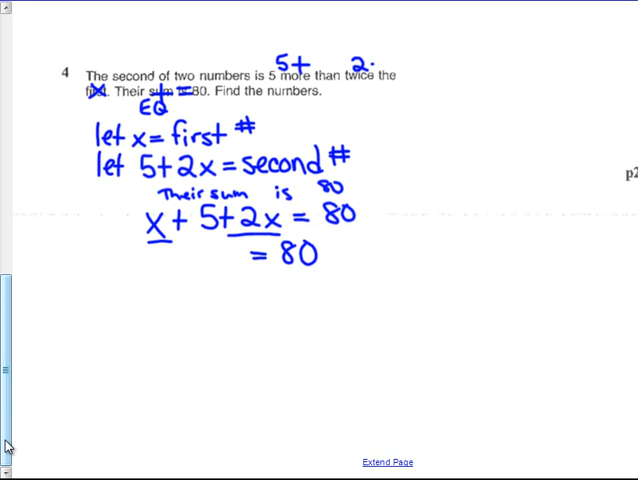 5+ 2·
4 The second of two numbers is 5 more than twice the
x + =
first. Their sum is 80. Find the numbers.
EQ
let x = first #
let 5+2x = second #
Their sum is 80
x + 5+2x = 80
= 80
p2
Extend Page